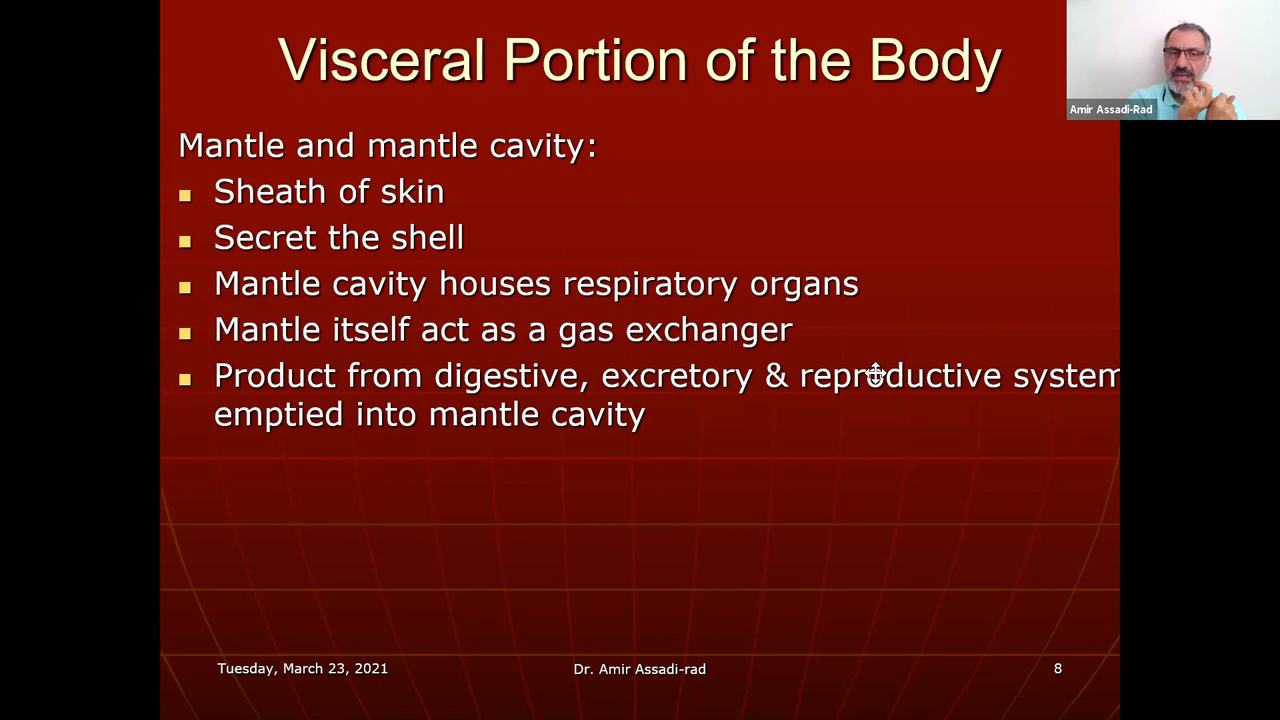 Visceral Portion of the Body
Amir Assadi-Rad
Mantle and mantle cavity:
Sheath of skin
Secret the shell
Mantle cavity houses respiratory organs
Mantle itself act as a gas exchanger
Product from digestive, excretory & reproductive system
emptied into mantle cavity
Tuesday, March 23, 2021
Dr. Amir Assadi-rad
8